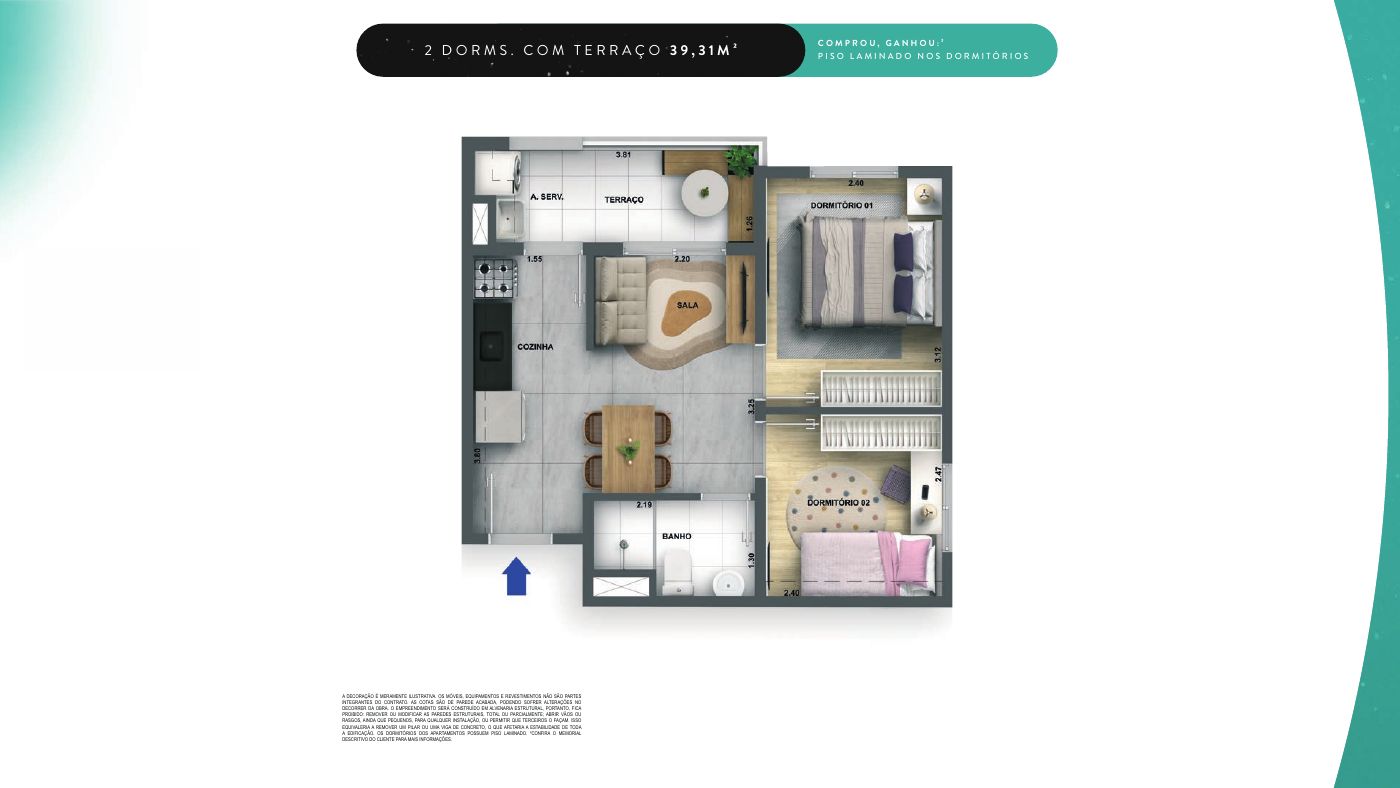 2 DORMS. COM TERRAÇO 39,31M²
COMPROU, GANHOU:³
PISO LAMINADO NOS DORMITÓRIOS
3.81
A. SERV.
TERRAÇO
1.26
2.40
DORMITÓRIO 01
1.55
2.20
SALA
COZINHA
3.12
3.25
3.80
2.47
DORMITÓRIO 02
2.19
BANHO
1.30
2.40
A DECORAÇÃO É MERAMENTE ILUSTRATIVA. OS MÓVEIS, EQUIPAMENTOS E REVESTIMENTOS NÃO SÃO PARTES
INTEGRANTES DO CONTRATO. AS COTAS SÃO DE PAREDE ACABADA, PODENDO SOFRER ALTERAÇÕES NO
DECORRER DA OBRA. O EMPREENDIMENTO SERÁ CONSTRUÍDO EM ALVENARIA ESTRUTURAL, PORTANTO, FICA
PROIBIDO: REMOVER OU MODIFICAR AS PAREDES ESTRUTURAIS, TOTAL OU PARCIALMENTE; ABRIR VÃOS OU
RASGOS, AINDA QUE PEQUENOS, PARA QUALQUER INSTALAÇÃO, OU PERMITIR QUE TERCEIROS O FAÇAM. ISSO
EQUIVALERIA A REMOVER UM PILAR OU UMA VIGA DE CONCRETO, O QUE AFETARIA A ESTABILIDADE DE TODA
A EDIFICAÇÃO. OS DORMITÓRIOS DOS APARTAMENTOS POSSUEM PISO LAMINADO. ³CONFIRA O MEMORIAL
DESCRITIVO DO CLIENTE PARA MAIS INFORMAÇÕES.